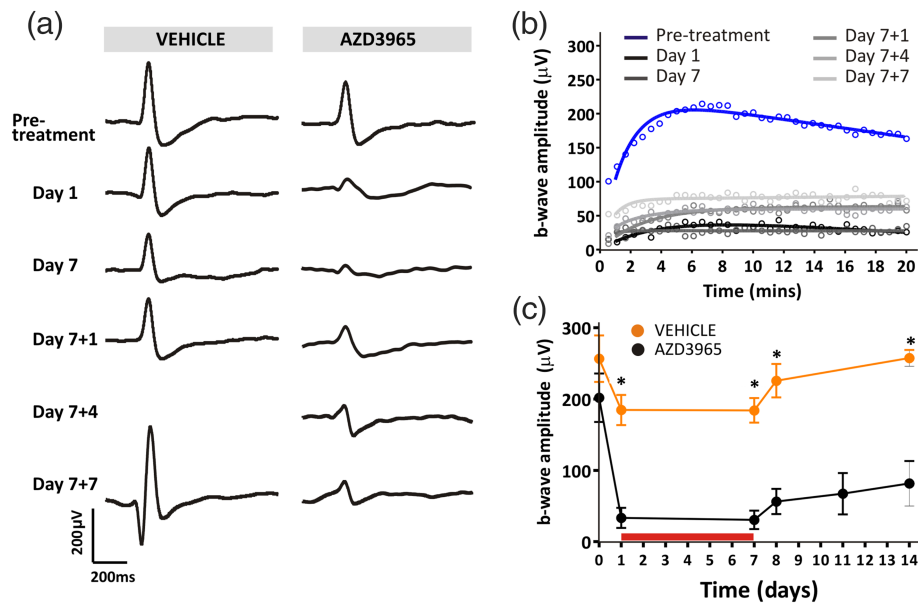 (a)
VEHICLE
AZD3965
Pre-
treatment
Day 1
Day 7
Day 7+1
Day 7+4
Day 7+7
200µV
200ms
(b)
300
250
200
150
100
50
0
b-wave amplitude (µV)
Pre-treatment
Day 1
Day 7
Day 7+1
Day 7+4
Day 7+7
0 2 4 6 8 10 12 14 16 18 20
Time (mins)
(c)
300
200
100
0
b-wave amplitude (µV)
VEHICLE
AZD3965
* * * *
0 1 2 3 4 5 6 7 8 9 10 11 12 13 14
Time (days)